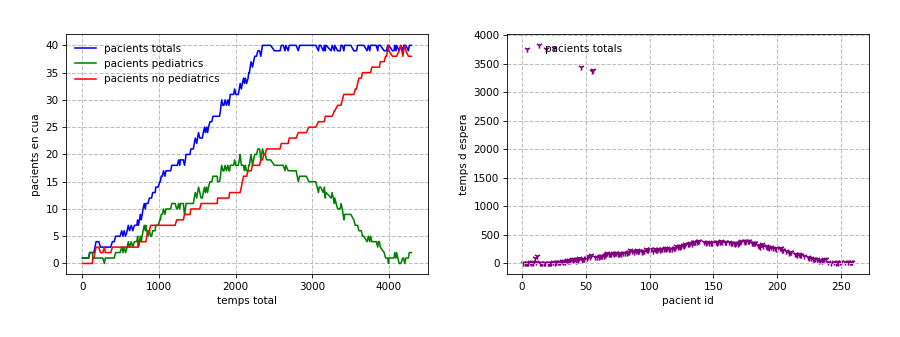 pacients totals
pacients pediatrics
pacients no pediatrics
40
35
30
25
20
15
10
5
0
pacients en cua
0 1000 2000 3000 4000
temps total
pacients totals
4000
3500
3000
2500
2000
1500
1000
500
0
temps d espera
0 50 100 150 200 250
pacient id